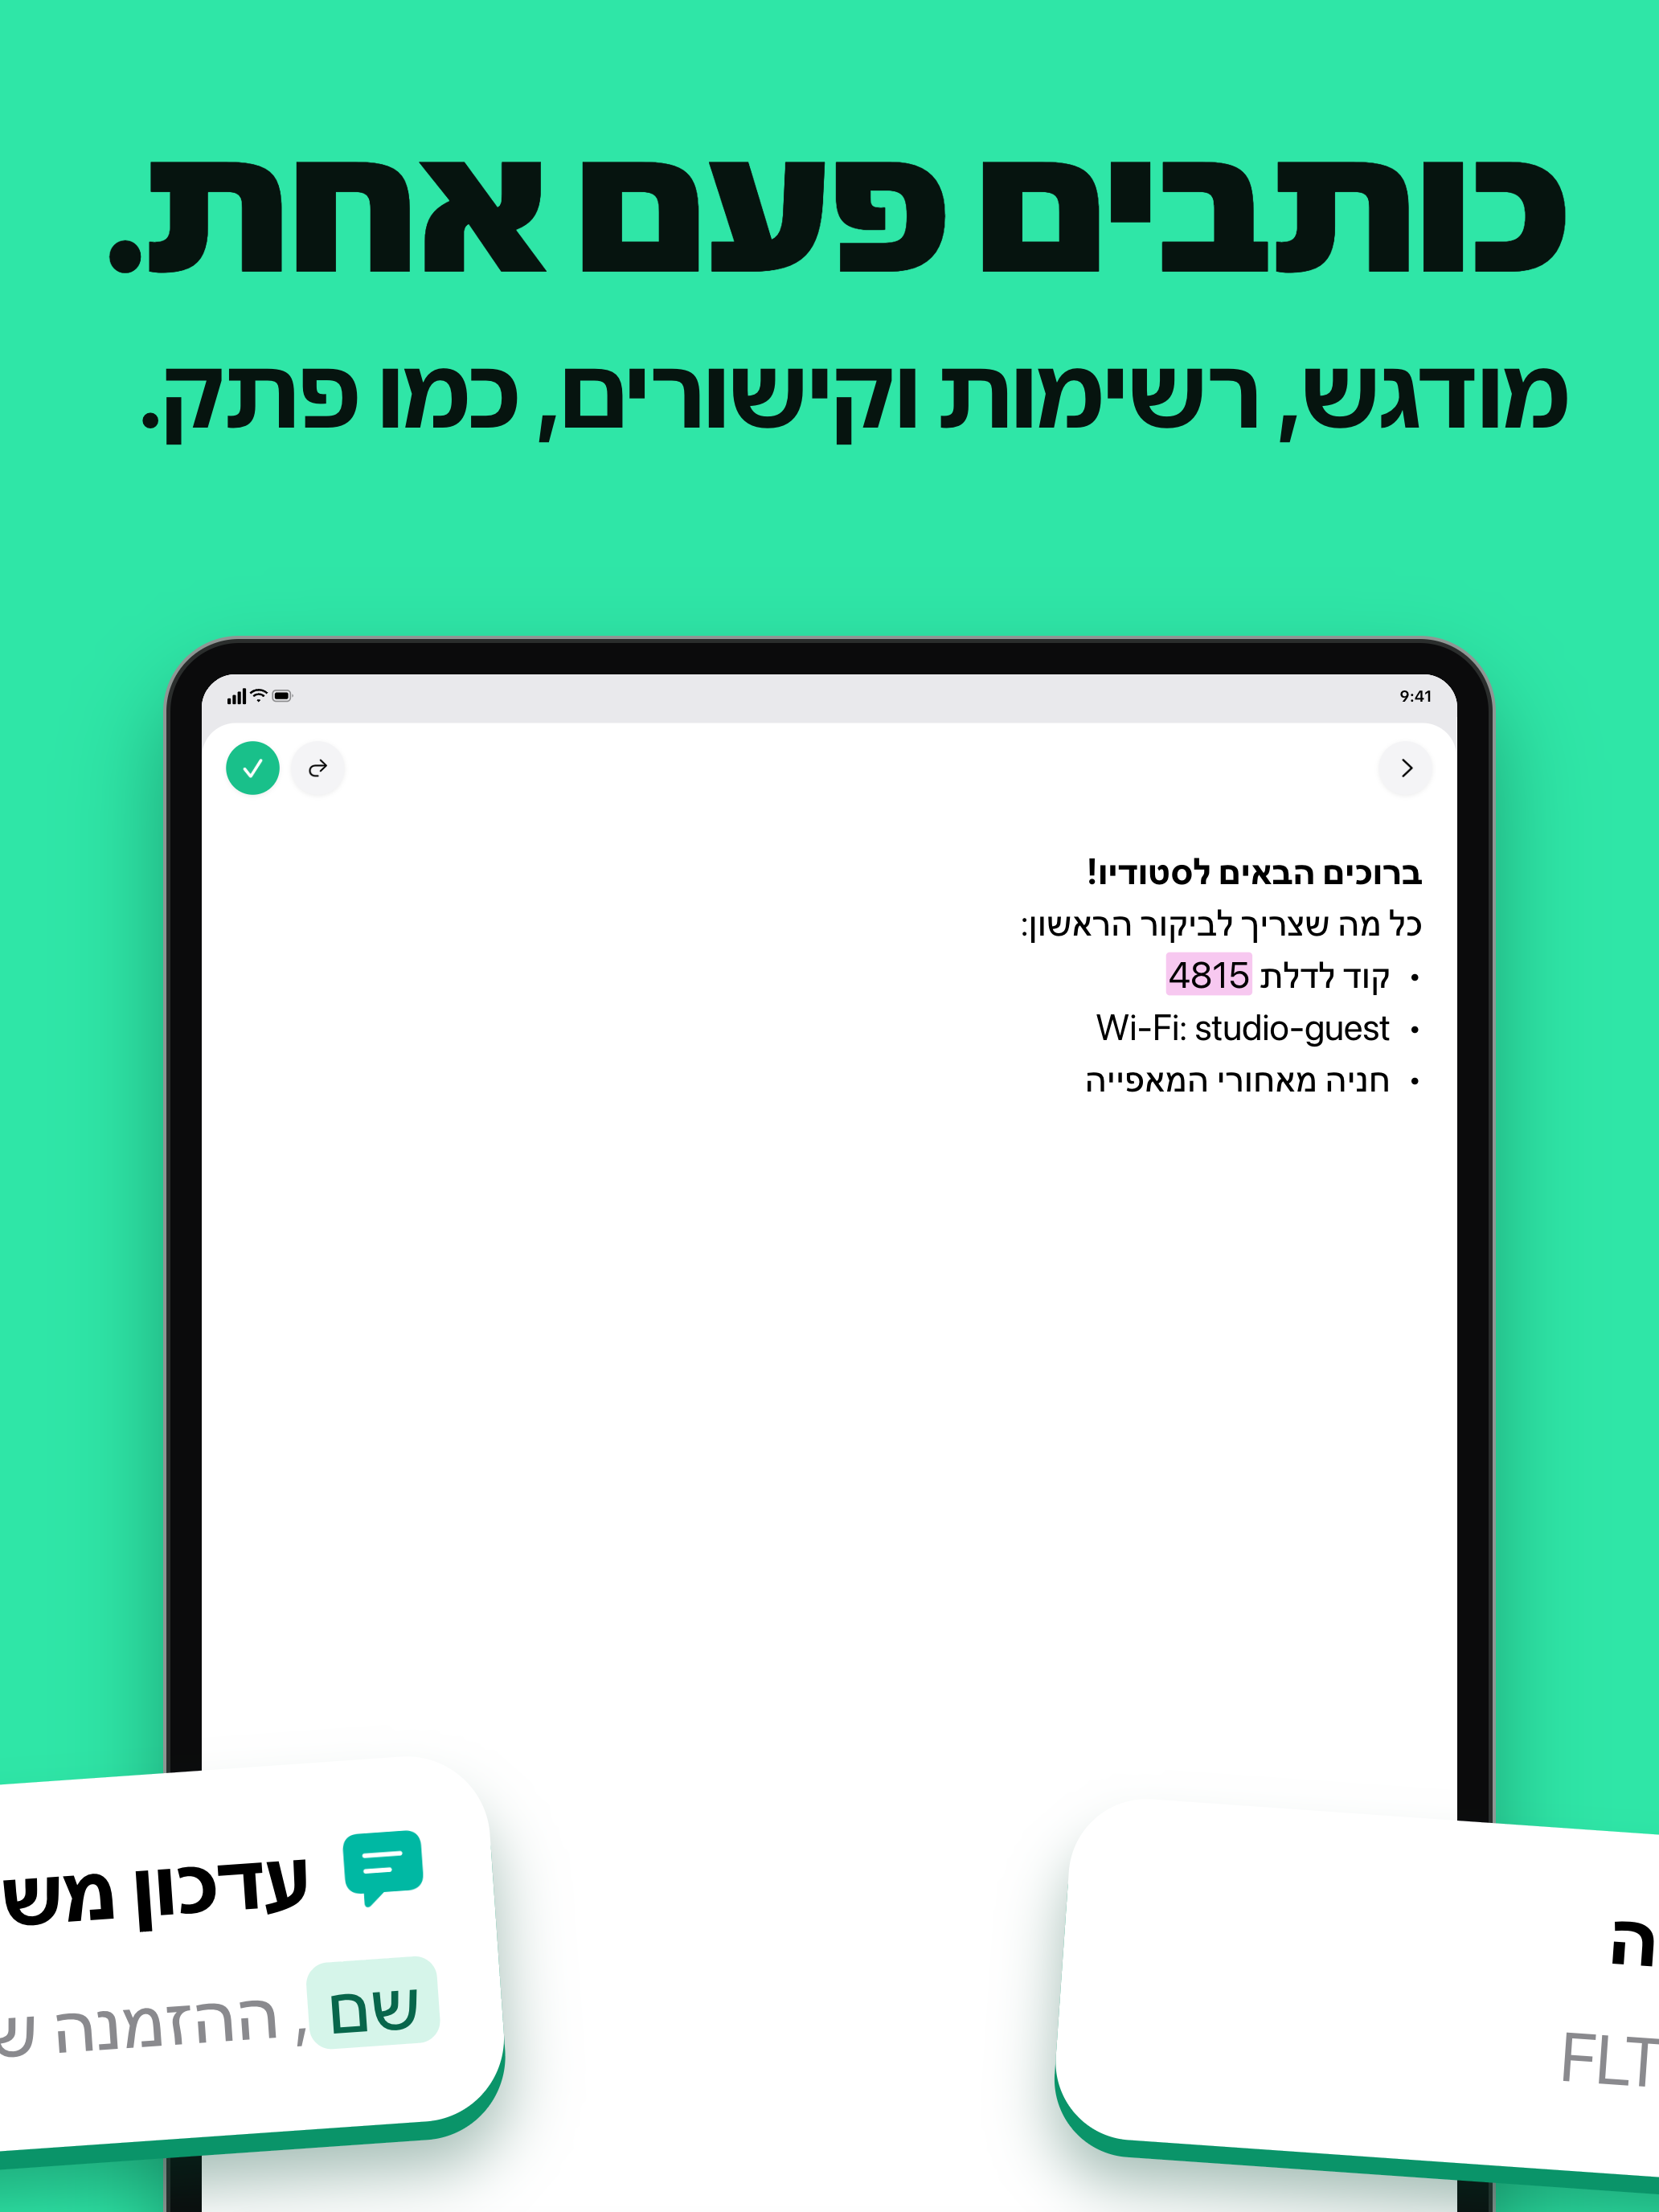 כותבים פעם אחת.
מודגש, רשימות וקישורים, כמו פתק.
9:41
ברוכים הבאים לסטודיו!
כל מה שצריך לביקור הראשון:
• קוד לדלת 4815
• Wi-Fi: studio-guest
• חניה מאחורי המאפייה
ה
FLT
עדכון מש
שם, ההזמנה ש